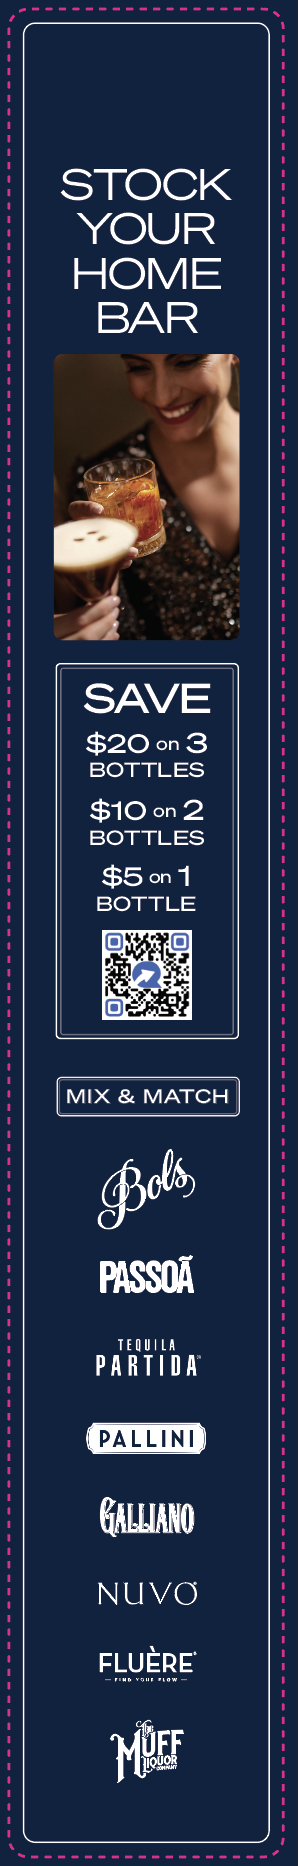 STOCK
YOUR
HOME
BAR
SAVE
$20 on 3
BOTTLES
$10 on 2
BOTTLES
$5 on 1
BOTTLE
MIX & MATCH
Bols
PASSOÃ
TEQUILA
PARTIDA
PALLINI
GALLIANO
NUVO
FLUÈRE
FIND YOUR FLOW
The
MUFF
LIQUOR
COMPANY